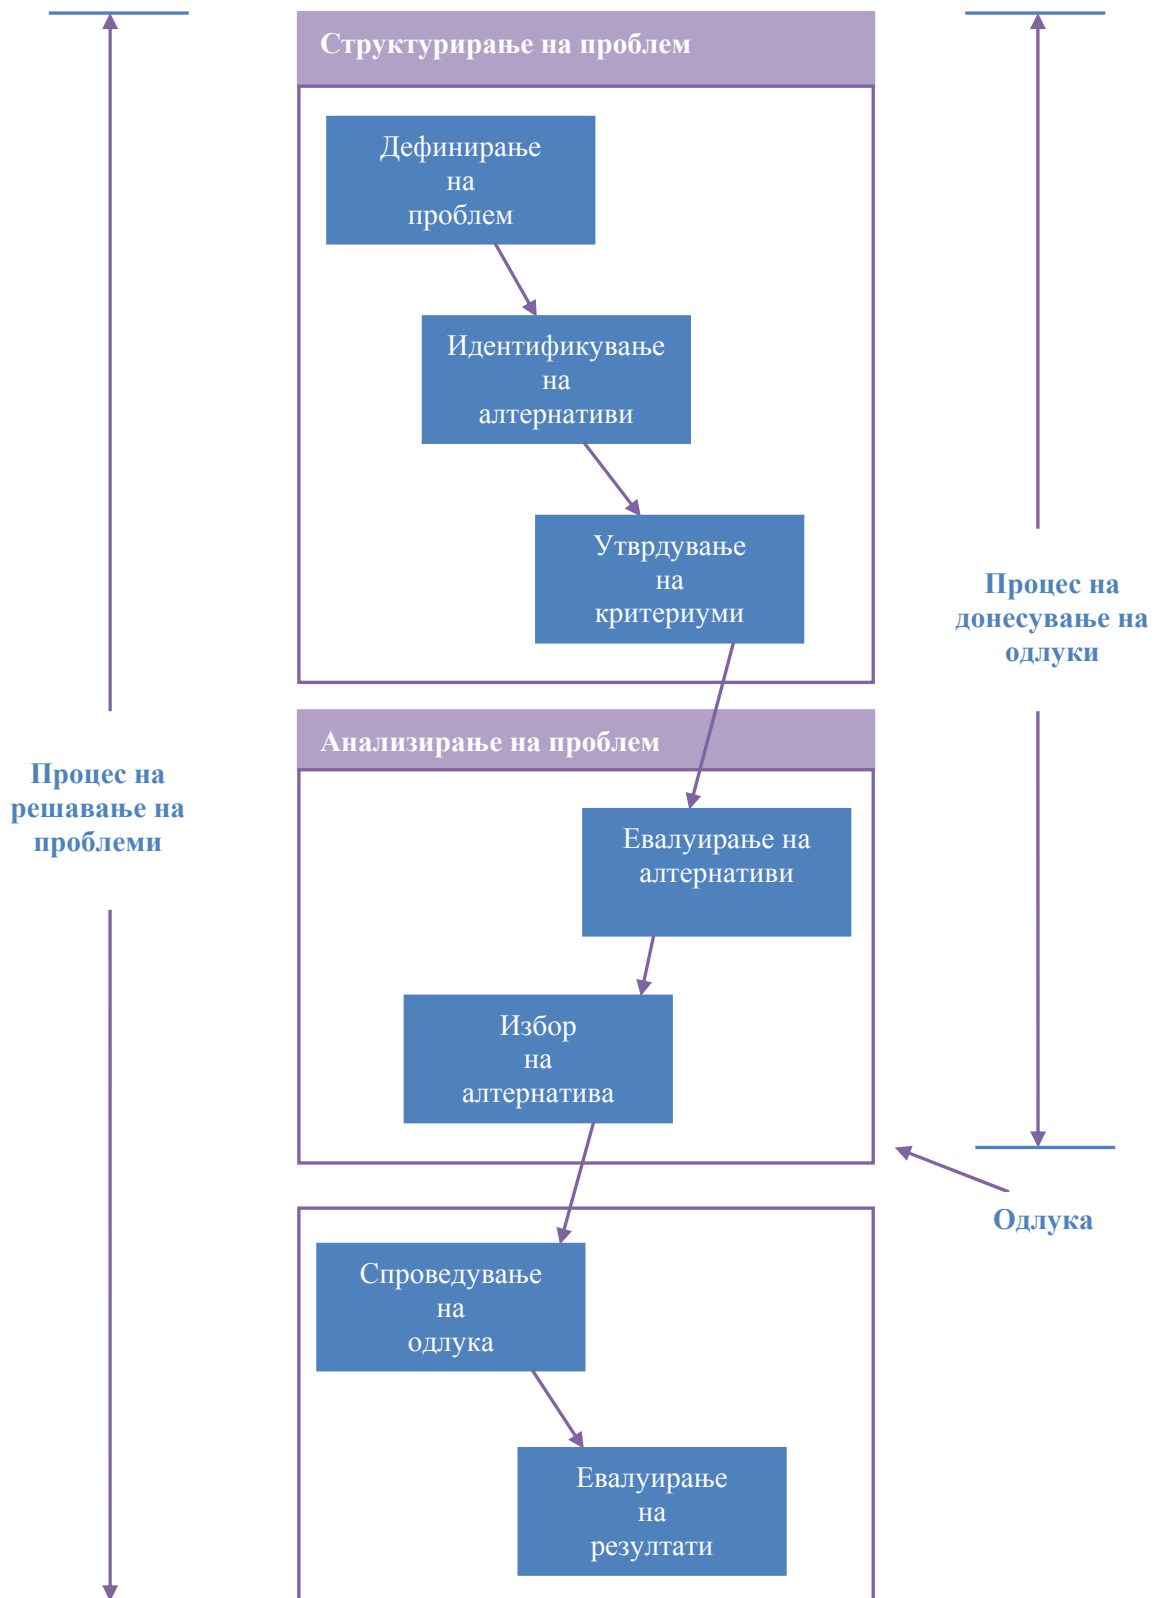 Структурирање на проблем
Дефинирање
на
проблем
Идентификување
на
алтернативи
Утврдување
на
критериуми
Процес на
донесување на
одлуки
Анализирање на проблем
Процес на
решавање на
проблеми
Евалуирање на
алтернативи
Избор
на
алтернатива
Одлука
Спроведување
на
одлука
Евалуирање
на
резултати